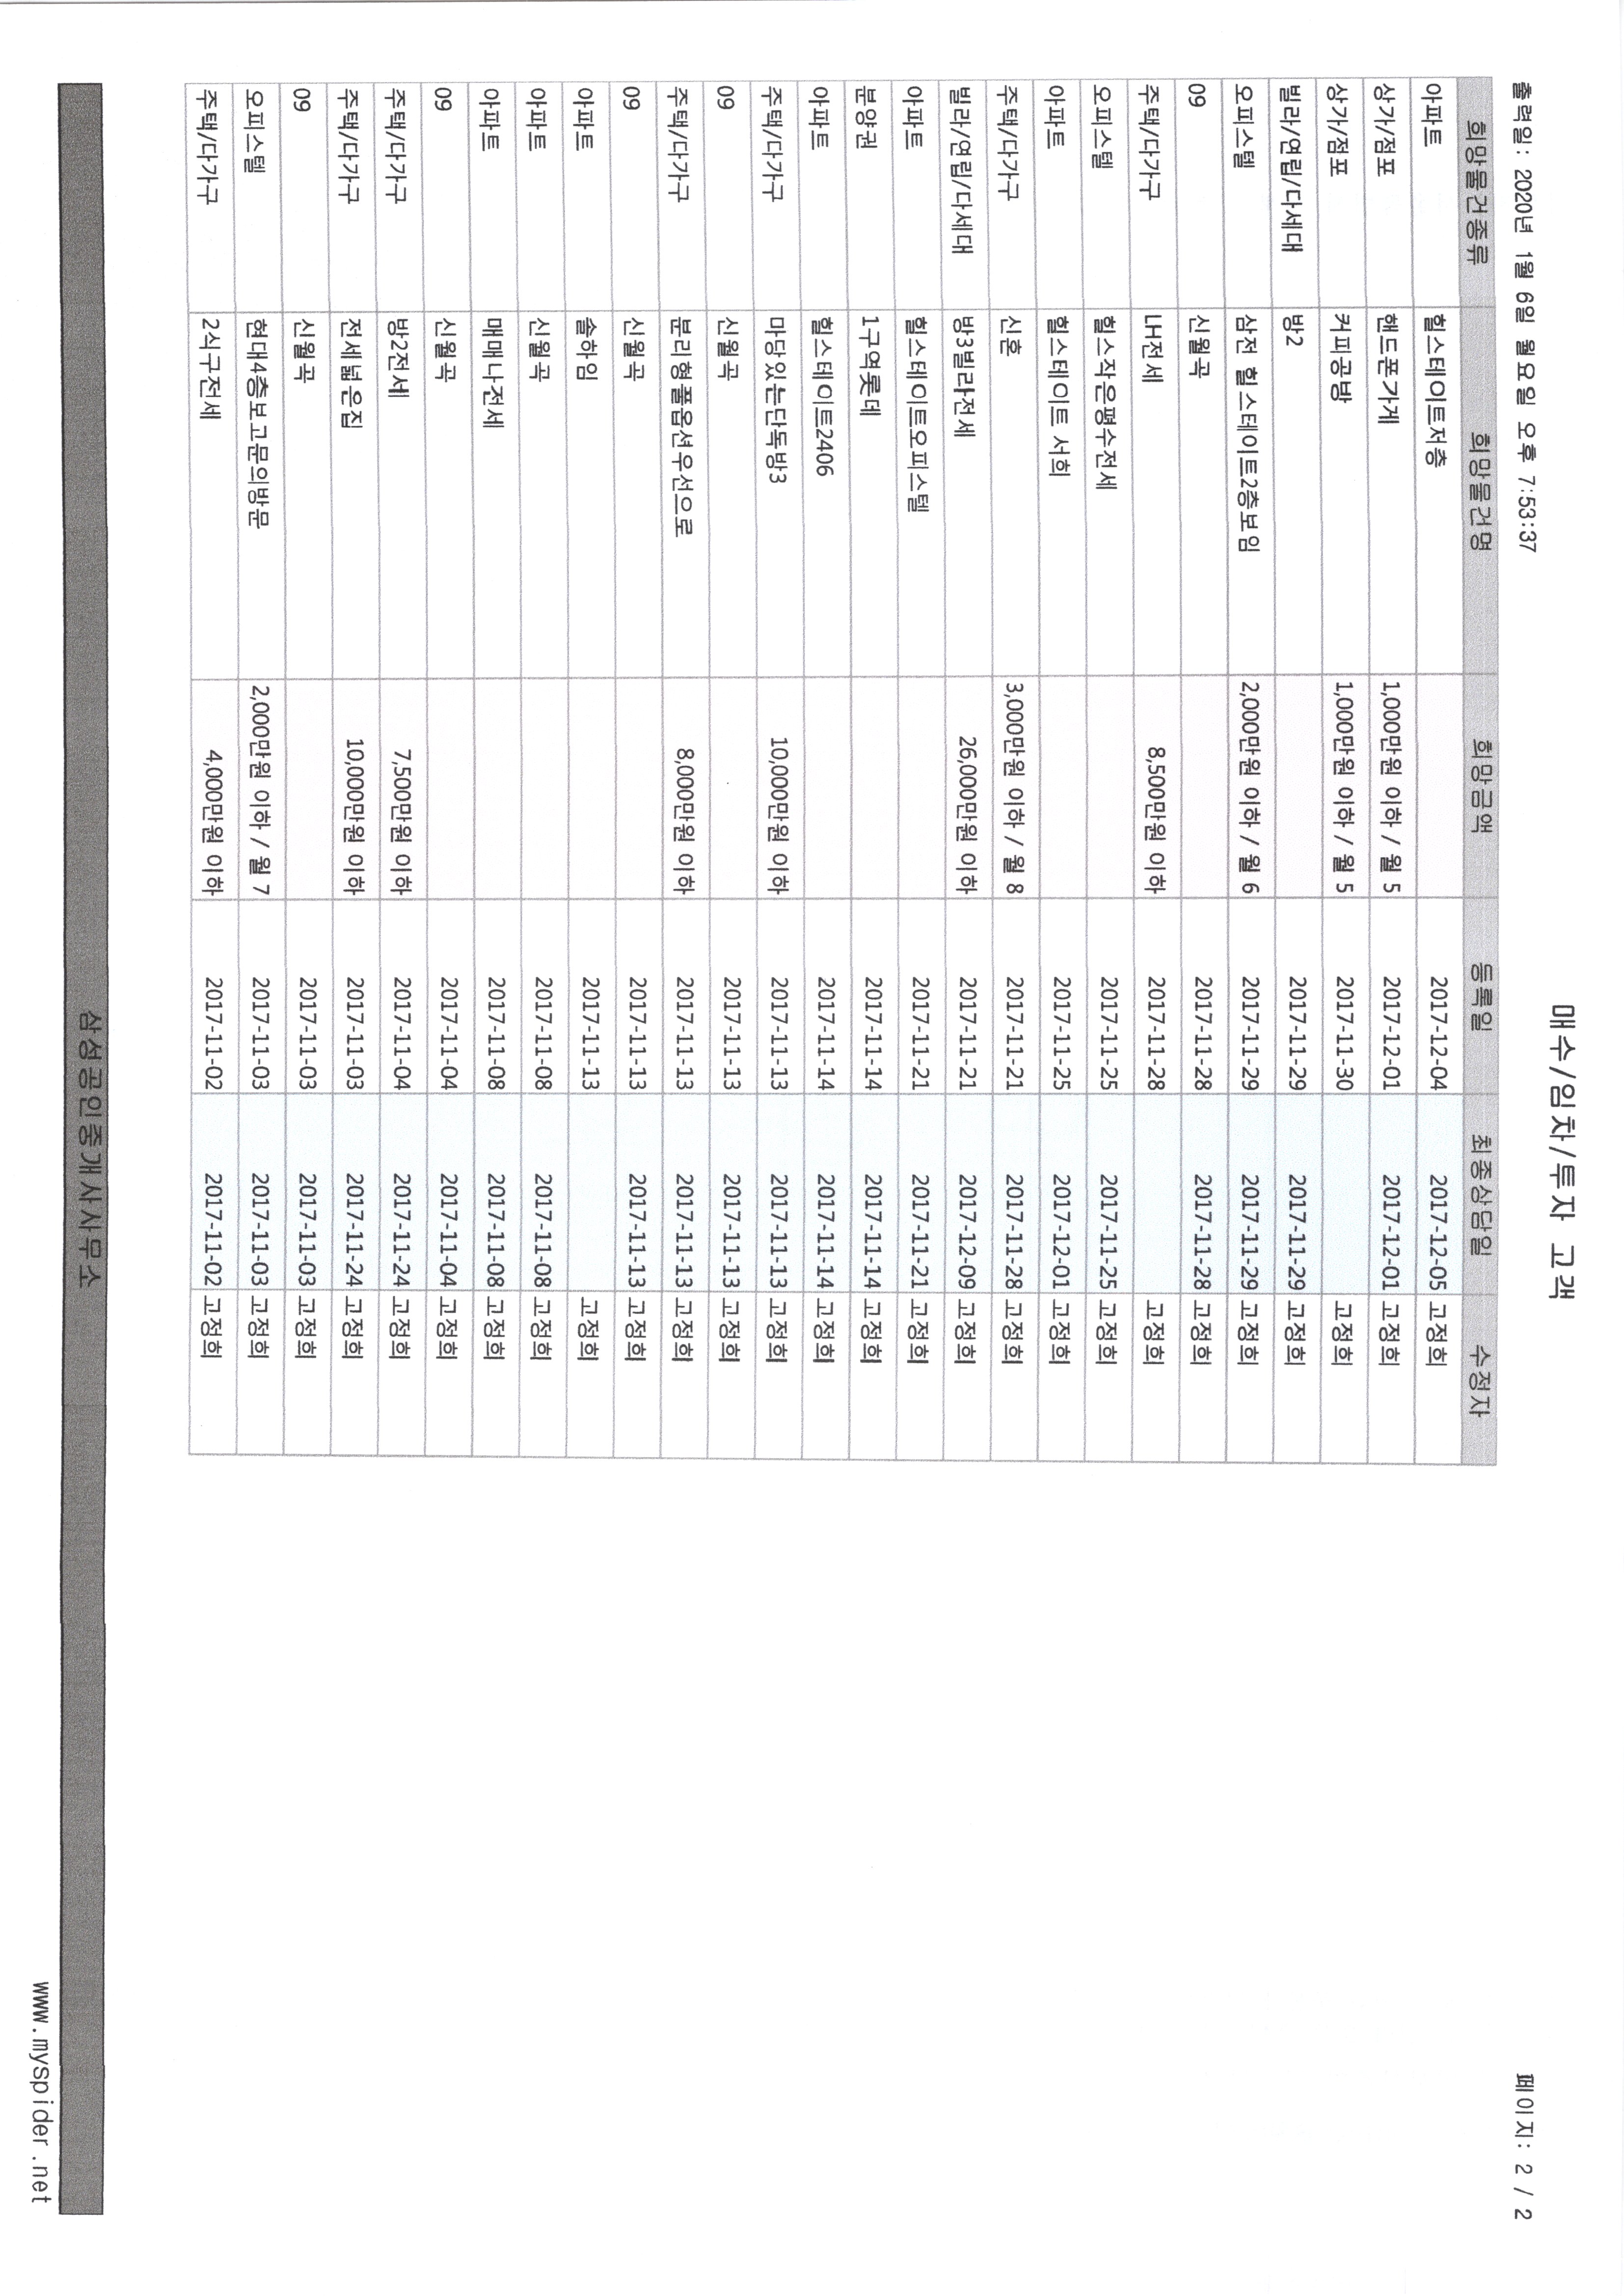 매수/임차/투자 고객
출력일: 2020년 1월 6일 월요일 오후 7:53:37 페이지: 2 / 2
희망물건종류 희망물건명 희망금액 등록일 최종상담일 수정자
아파트 힐스테이트저층 2017-12-04 2017-12-05 고정희
상가/점포 핸드폰가게 1,000만원 이하 / 월 5 2017-12-01 2017-12-01 고정희
상가/점포 커피공방 1,000만원 이하 / 월 5 2017-11-30 고정희
빌라/연립/다세대 방2 2017-11-29 2017-11-29 고정희
오피스텔 삼전 힐스테이트2층보임 2,000만원 이하 / 월 6 2017-11-29 2017-11-29 고정희
09 신월곡 2017-11-28 2017-11-28 고정희
주택/다가구 LH전세 8,500만원 이하 2017-11-28 고정희
오피스텔 힐스작은평수전세 2017-11-25 2017-11-25 고정희
아파트 힐스테이트 서희 2017-11-25 2017-12-01 고정희
주택/다가구 신혼 3,000만원 이하 / 월 8 2017-11-21 2017-11-28 고정희
빌라/연립/다세대 방3빌라전세 26,000만원 이하 2017-11-21 2017-12-09 고정희
아파트 힐스테이트오피스텔 2017-11-21 2017-11-21 고정희
분양권 1구역롯데 2017-11-14 2017-11-14 고정희
아파트 힐스테이트2406 2017-11-14 2017-11-14 고정희
주택/다가구 마당있는단독방3 10,000만원 이하 2017-11-13 2017-11-13 고정희
09 신월곡 2017-11-13 2017-11-13 고정희
주택/다가구 분리형풀옵션우선으로 8,000만원 이하 2017-11-13 2017-11-13 고정희
09 신월곡 2017-11-13 2017-11-13 고정희
아파트 솔하임 2017-11-13 고정희
아파트 신월곡 2017-11-08 2017-11-08 고정희
아파트 매매나전세 2017-11-08 2017-11-08 고정희
09 신월곡 2017-11-04 2017-11-04 고정희
주택/다가구 방2전세 7,500만원 이하 2017-11-04 2017-11-24 고정희
주택/다가구 전세넓은집 10,000만원 이하 2017-11-03 2017-11-24 고정희
09 신월곡 2017-11-03 2017-11-03 고정희
오피스텔 현대4층보고문의방문 2,000만원 이하 / 월 7 2017-11-03 2017-11-03 고정희
주택/다가구 2식구전세 4,000만원 이하 2017-11-02 2017-11-02 고정희
삼성공인중개사사무소
www.myspider.net